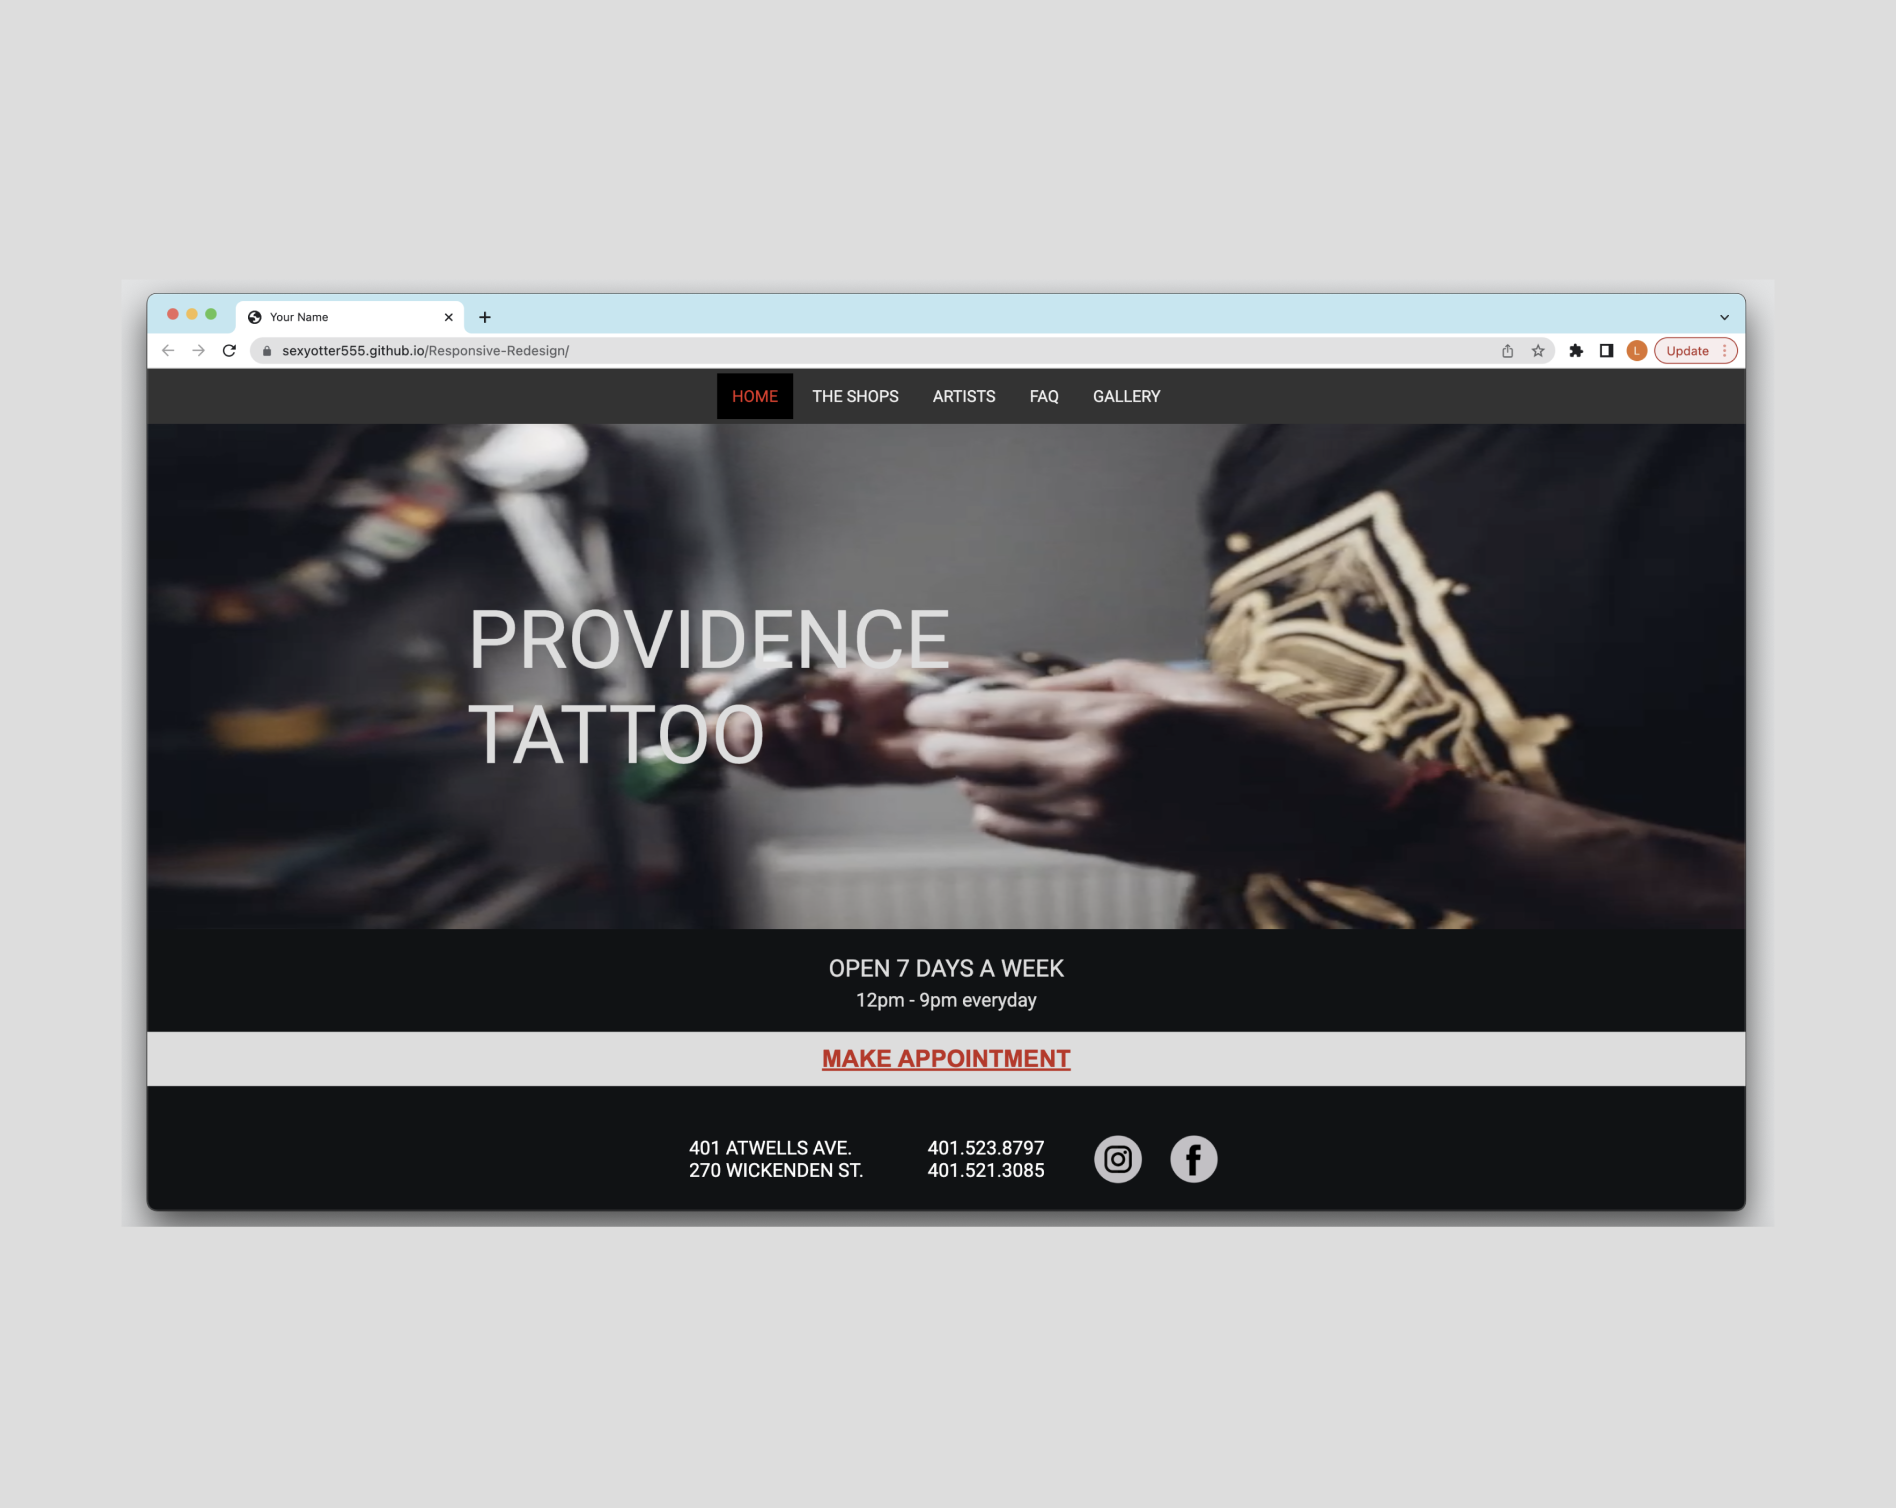 Your Name
sexyotter555.github.io/Responsive-Redesign/
L
Update
HOME THE SHOPS ARTISTS FAQ GALLERY
PROVIDENCE
TATTOO
OPEN 7 DAYS A WEEK
12pm - 9pm everyday
MAKE APPOINTMENT
401 ATWELLS AVE. 401.523.8797
270 WICKENDEN ST. 401.521.3085